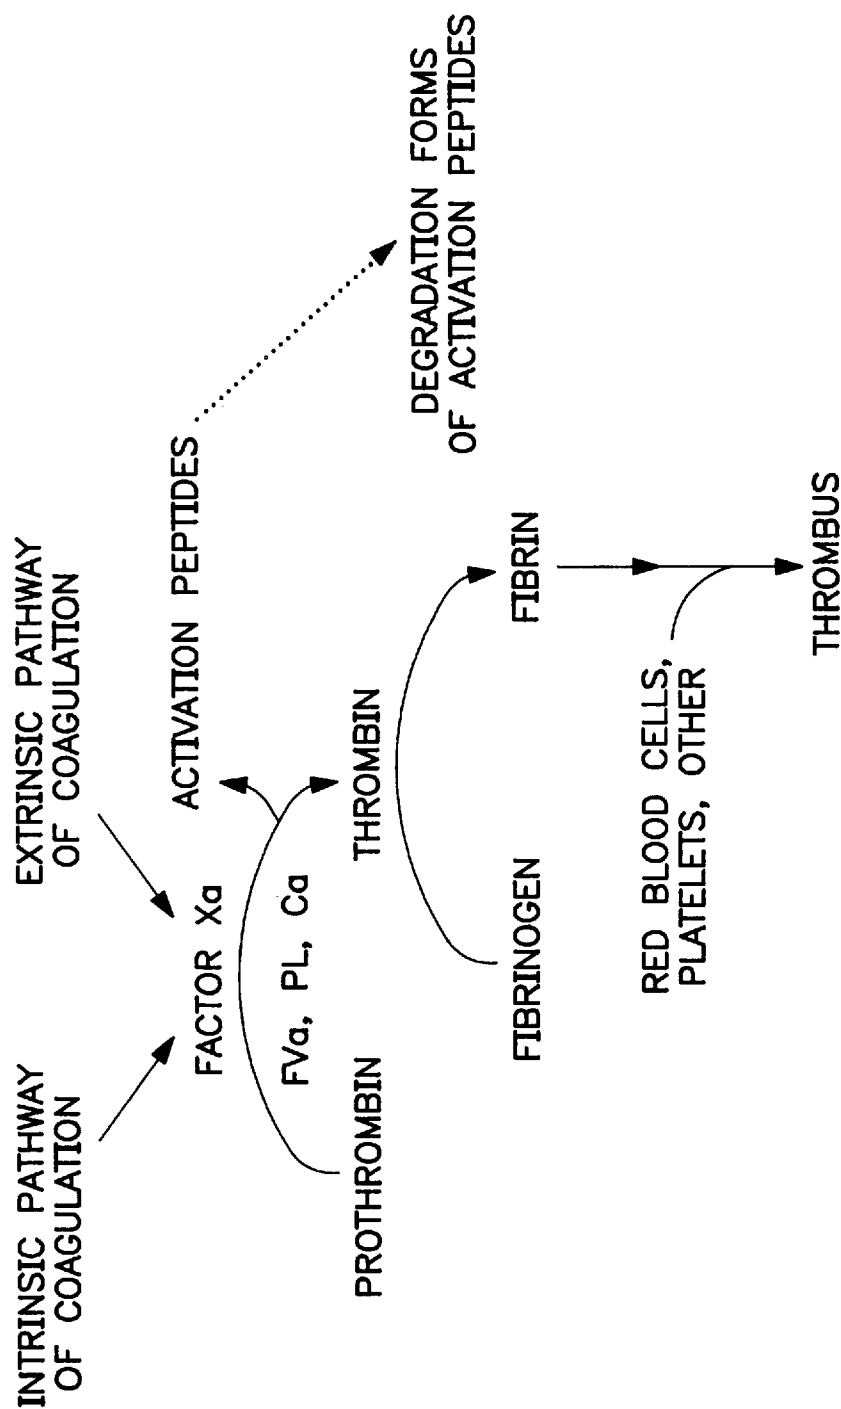 INTRINSIC PATHWAY
OF COAGULATION
EXTRINSIC PATHWAY
OF COAGULATION
FACTOR Xa
ACTIVATION PEPTIDES
FVa, PL, Ca
PROTHROMBIN
THROMBIN
DEGRADATION FORMS
OF ACTIVATION PEPTIDES
FIBRINOGEN
FIBRIN
RED BLOOD CELLS,
PLATELETS, OTHER
THROMBUS